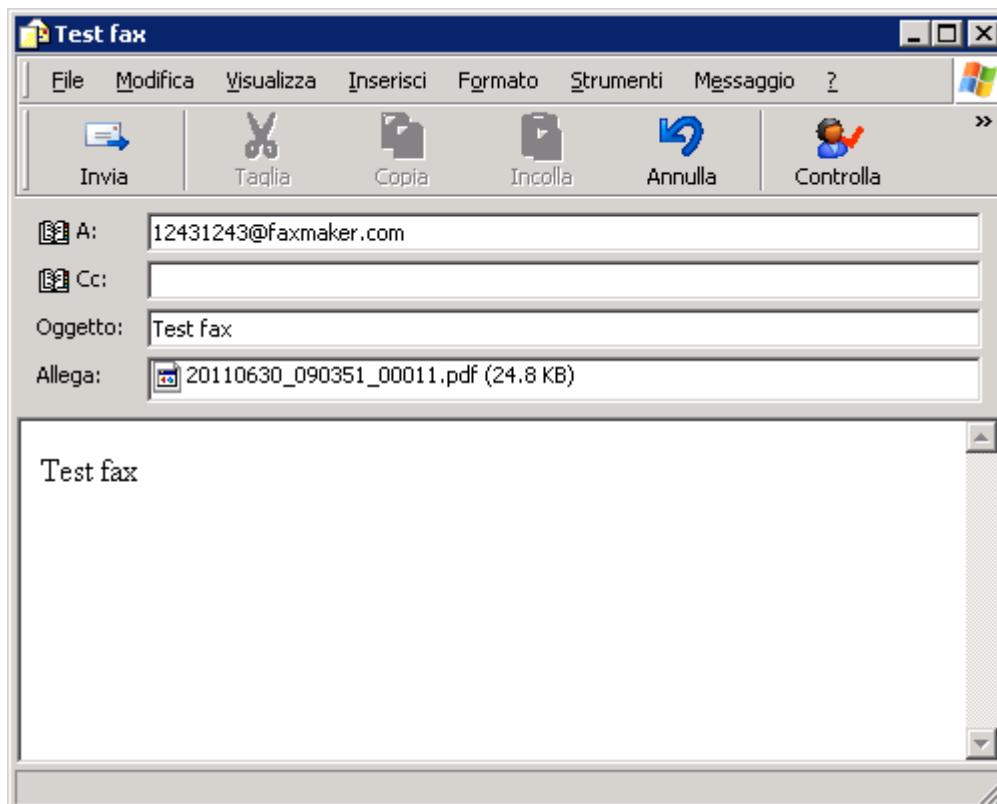 Test fax
File Modifica Visualizza Inserisci Formato Strumenti Messaggio ?
Invia Taglia Copia Incolla Annulla Controlla
A: 12431243@faxmaker.com
Cc:
Oggetto: Test fax
Allega: 20110630_090351_00011.pdf (24.8 KB)
Test fax